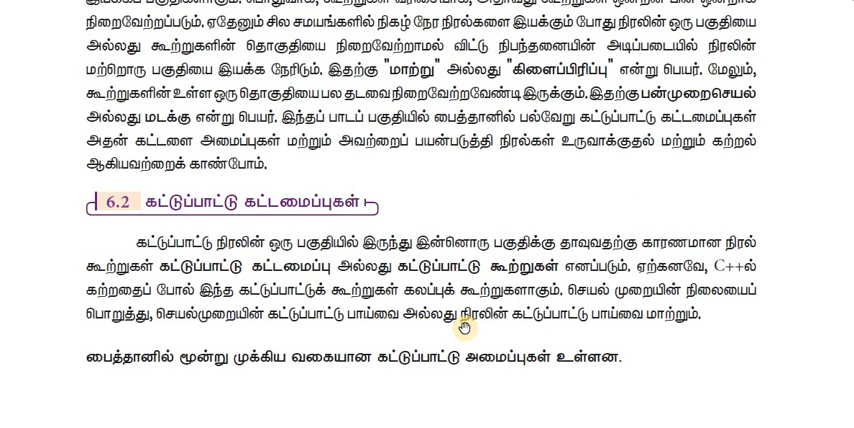 நிறைவேற்றப்படும். ஏதேனும் சில சமயங்களில் நிகழ் நேர நிரல்களை இயக்கும் போது நிரலின் ஒரு பகுதியை
அல்லது கூற்றுகளின் தொகுதியை நிறைவேற்றாமல் விட்டு நிபந்தனையின் அடிப்படையில் நிரலின்
மற்றொரு பகுதியை இயக்க நேரிடும். இதற்கு "மாற்று" அல்லது "கிளைப்பிரிப்பு" என்று பெயர். மேலும்,
கூற்றுகளின் உள்ள ஒரு தொகுதியை பல தடவை நிறைவேற்றவேண்டி இருக்கும். இதற்கு பன்முறைசெயல்
அல்லது மடக்கு என்று பெயர். இந்தப் பாடப் பகுதியில் பைத்தானில் பல்வேறு கட்டுப்பாட்டு கட்டமைப்புகள்
அதன் கட்டளை அமைப்புகள் மற்றும் அவற்றைப் பயன்படுத்தி நிரல்கள் உருவாக்குதல் மற்றும் கற்றல்
ஆகியவற்றைக் காண்போம்.
6.2 கட்டுப்பாட்டு கட்டமைப்புகள்
கட்டுப்பாட்டு நிரலின் ஒரு பகுதியில் இருந்து இன்னொரு பகுதிக்கு தாவுவதற்கு காரணமான நிரல்
கூற்றுகள் கட்டுப்பாட்டு கட்டமைப்பு அல்லது கட்டுப்பாட்டு கூற்றுகள் எனப்படும். ஏற்கனவே, C++ல்
கற்றதைப் போல் இந்த கட்டுப்பாட்டுக் கூற்றுகள் கலப்புக் கூற்றுகளாகும். செயல் முறையின் நிலையைப்
பொறுத்து, செயல்முறையின் கட்டுப்பாட்டு பாய்வை அல்லது நிரலின் கட்டுப்பாட்டு பாய்வை மாற்றும்.
பைத்தானில் மூன்று முக்கிய வகையான கட்டுப்பாட்டு அமைப்புகள் உள்ளன.